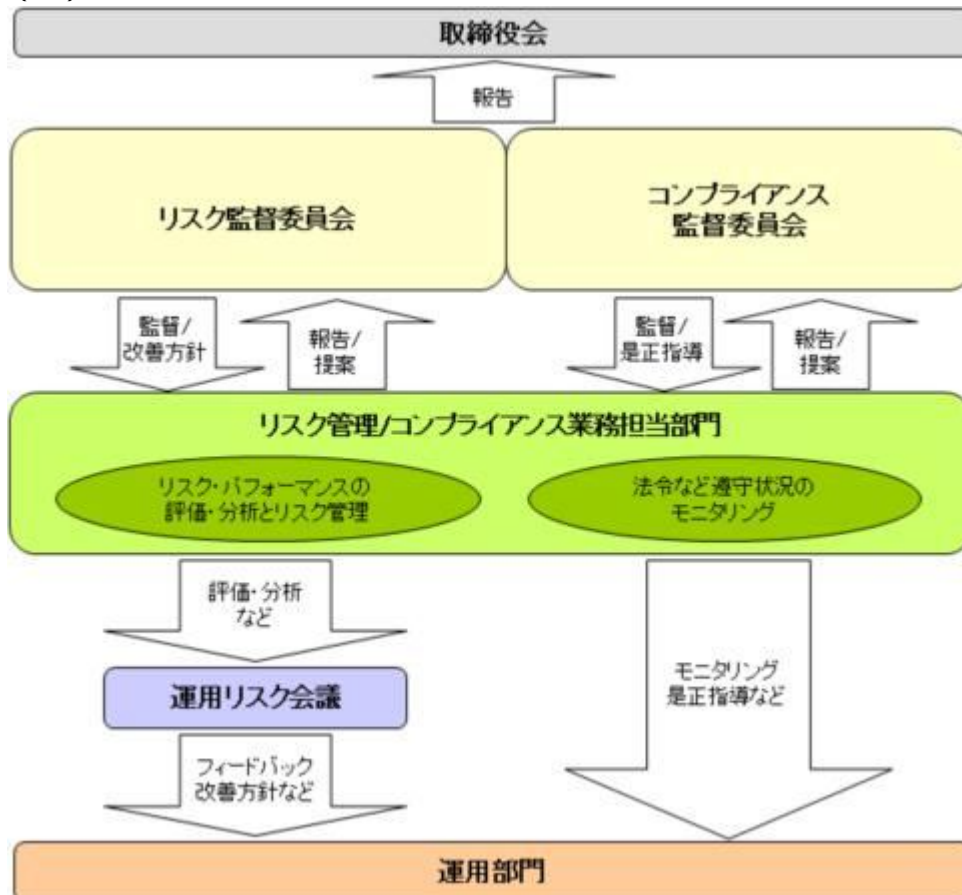 取締役会
報告
リスク監督委員会
コンプライアンス
監督委員会
監督/
改善方針
報告/
提案
監督/
是正指導
報告/
提案
リスク管理/コンプライアンス業務担当部門
リスク・パフォーマンスの
評価・分析とリスク管理
法令など遵守状況の
モニタリング
評価・分析
など
運用リスク会議
モニタリング
是正指導など
フィードバック
改善方針など
運用部門